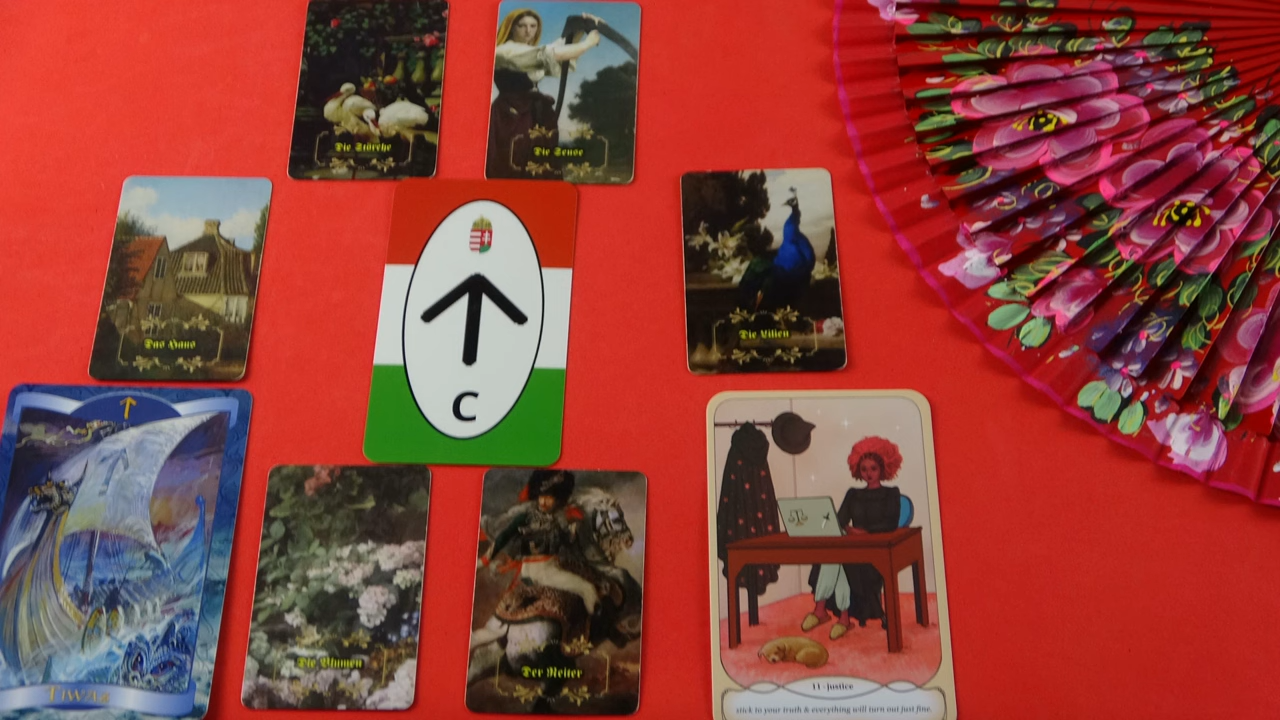 Die Störche
Die Sense
Das Haus
Die Lilien
C
Die Blumen
Der Reiter
Tiwaz
11 - justice
stick to your truth & everything will turn out just fine.